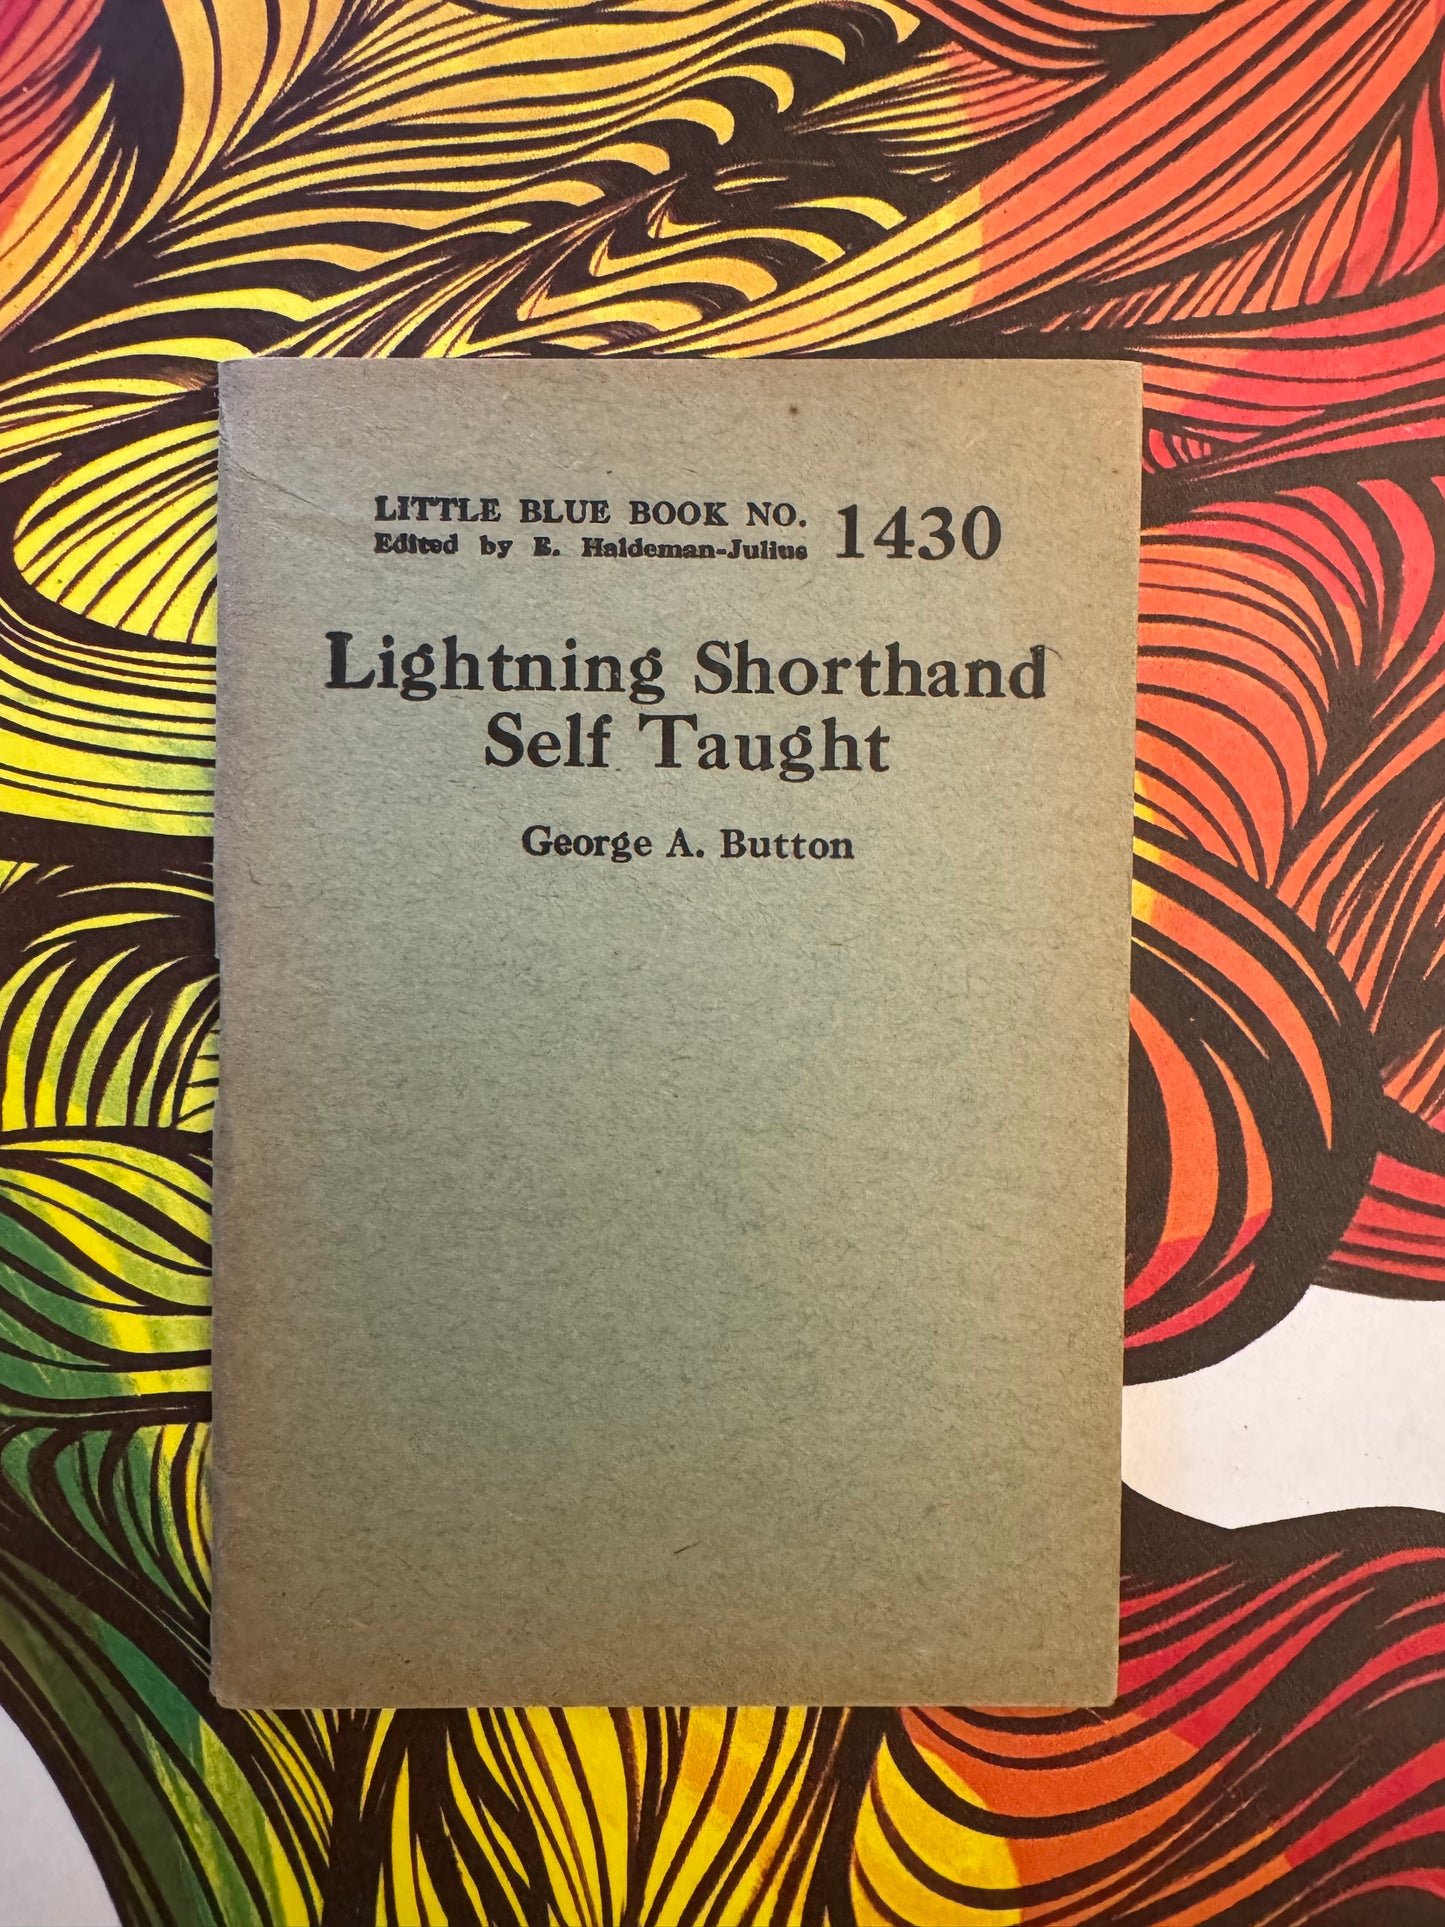 LITTLE BLUE BOOK NO. 1430
Edited by E. Haldeman-Julius
Lightning Shorthand
Self Taught
George A. Button